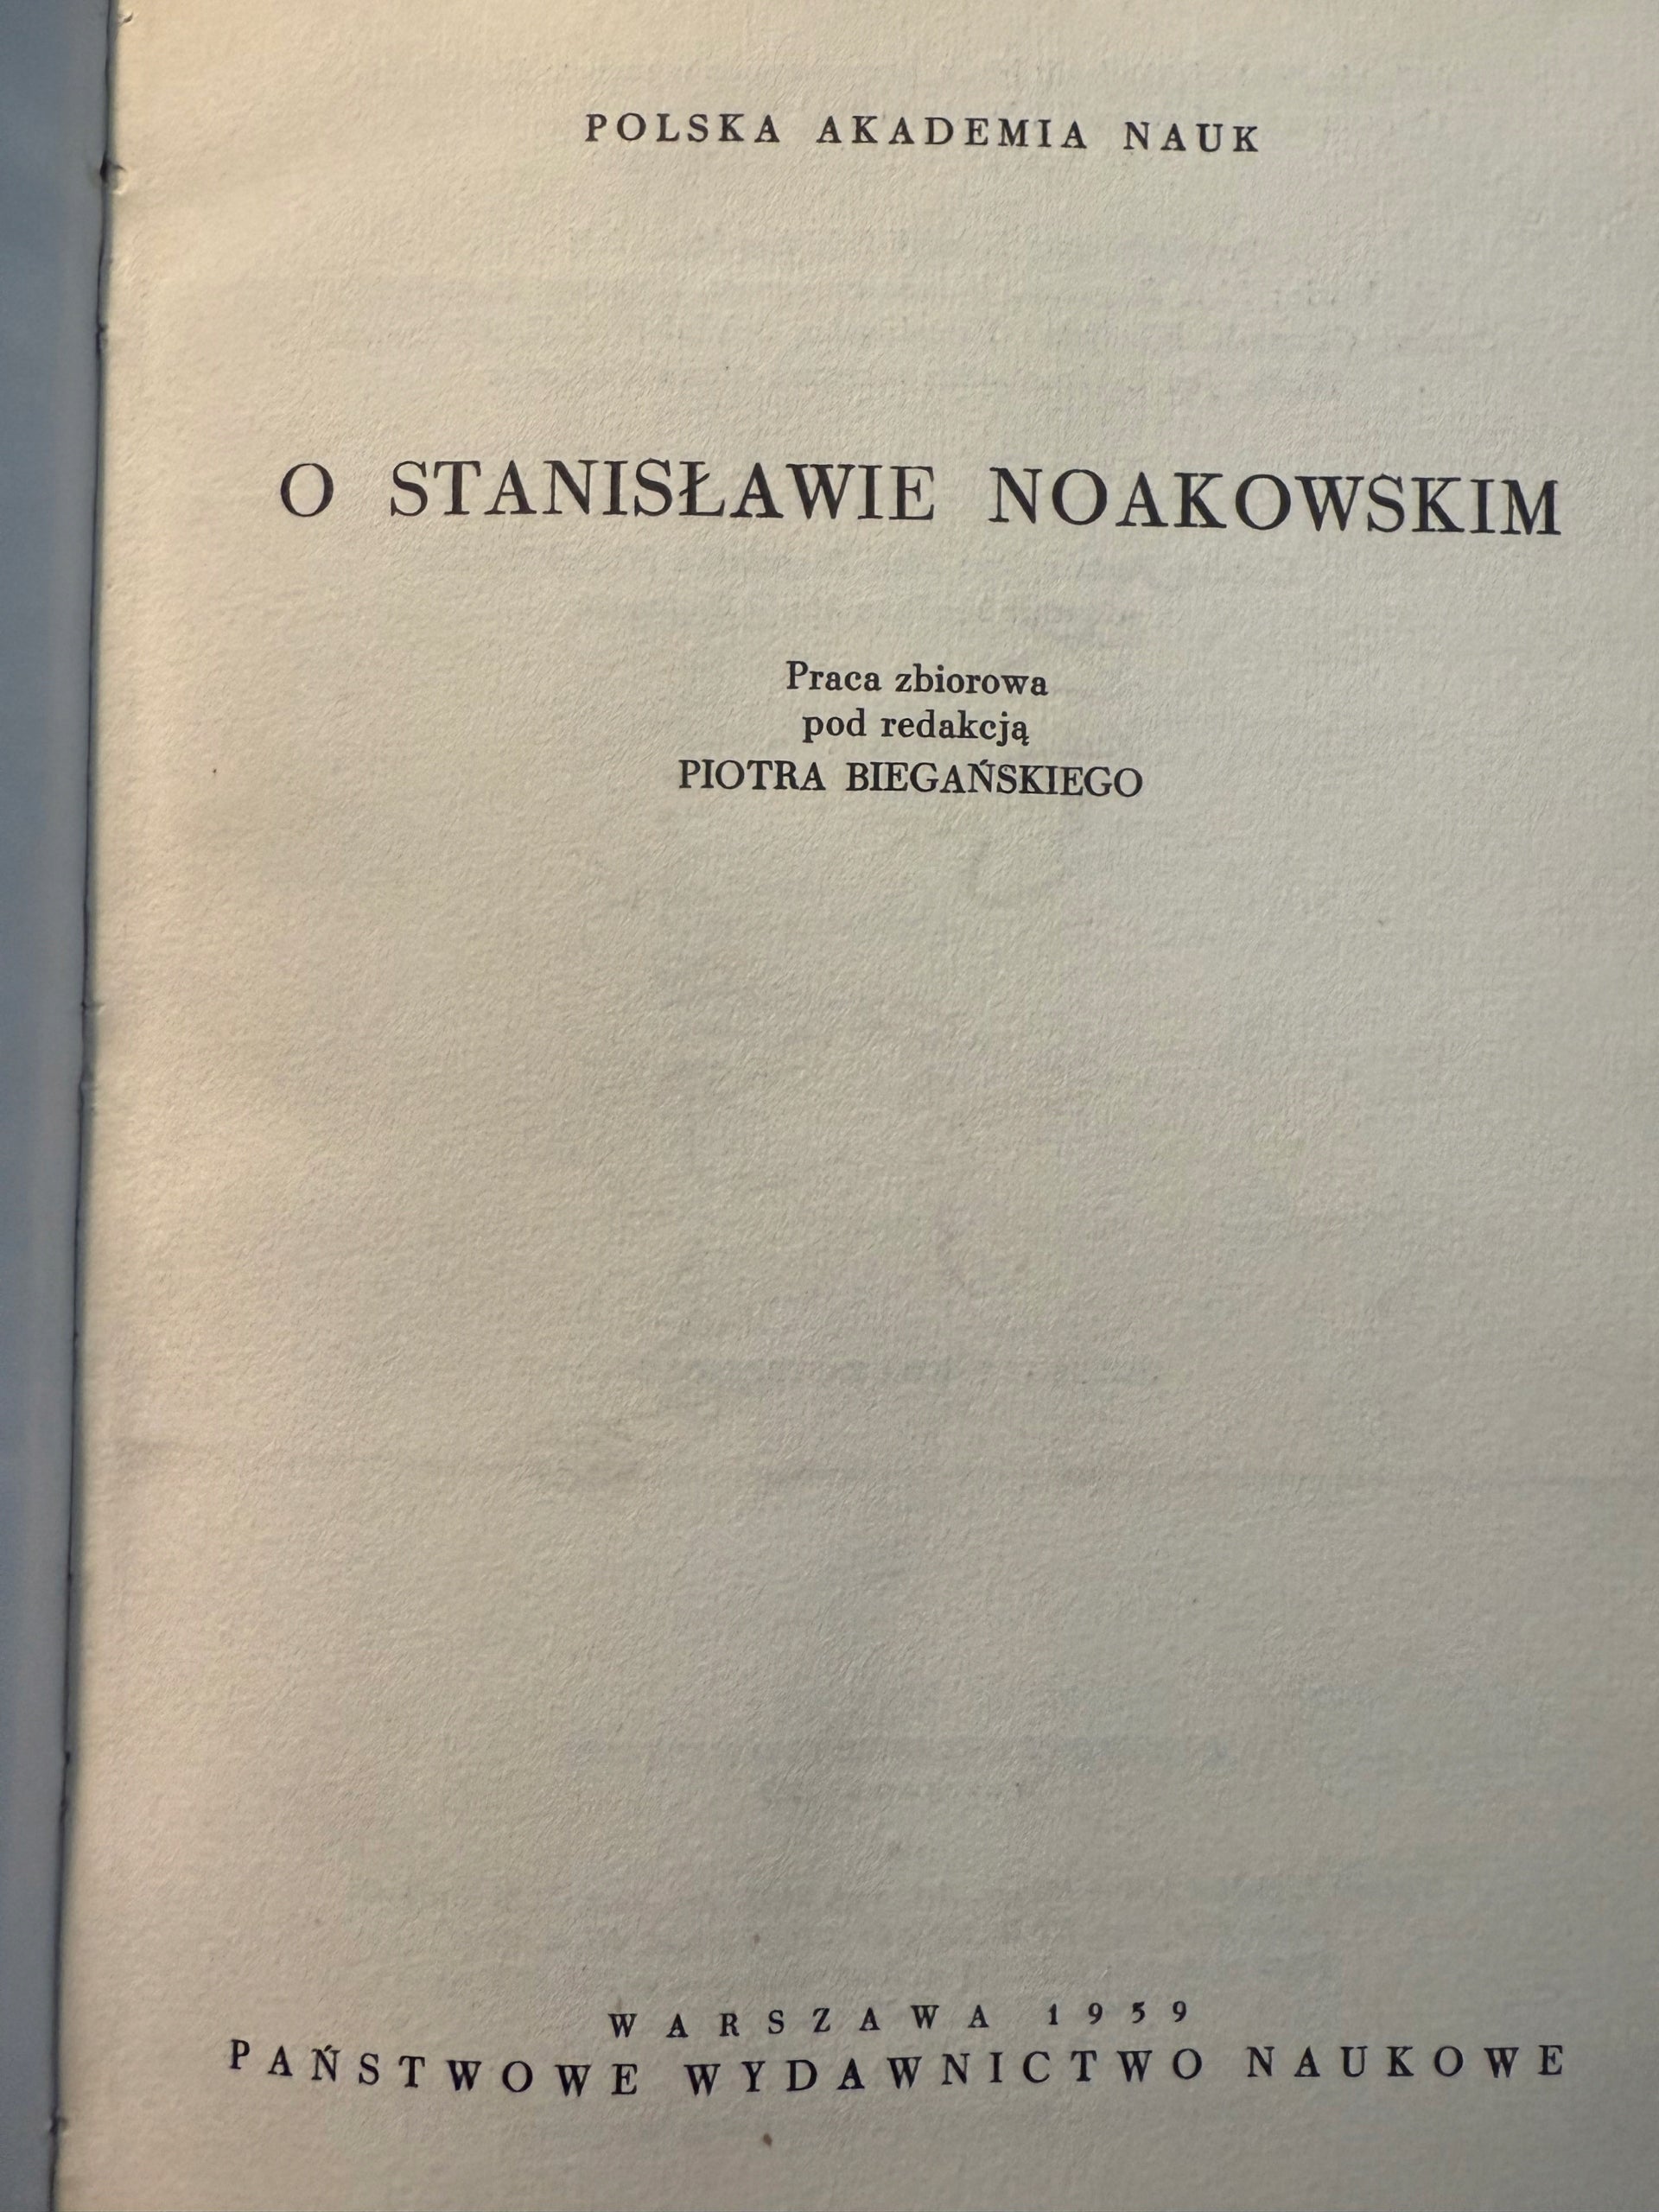 POLSKA AKADEMIA NAUK
O STANISŁAWIE NOAKOWSKIM
Praca zbiorowa
pod redakcją
PIOTRA BIEGAŃSKIEGO
WARSZAWA 1959
PAŃSTWOWE WYDAWNICTWO NAUKOWE